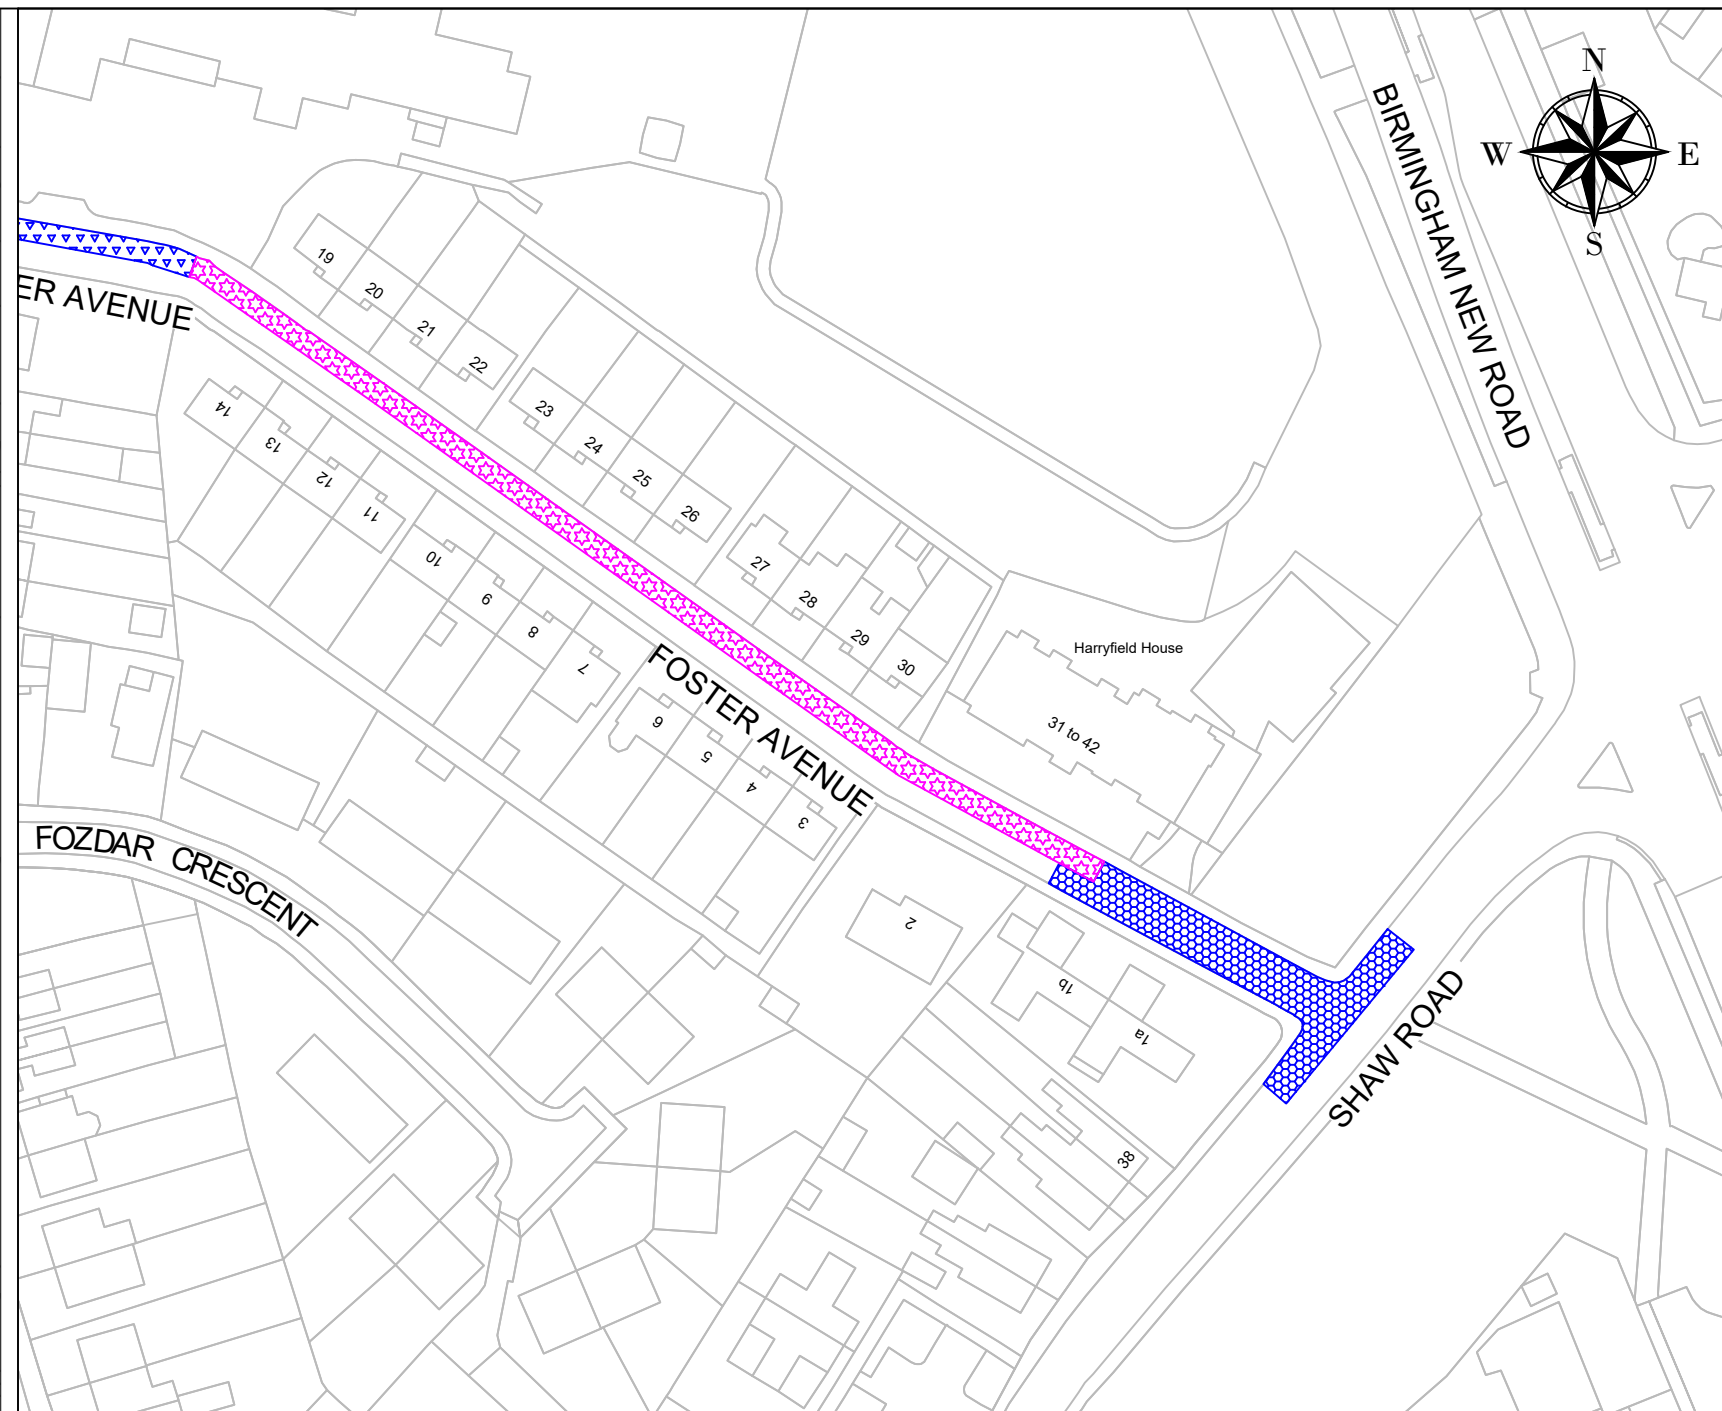 N
W
E
S
BIRMINGHAM NEW ROAD
ER AVENUE
19
20
21
22
23
24
25
26
27
28
29
30
14
13
12
11
10
9
8
7
6
5
4
3
FOSTER AVENUE
Harryfield House
31 to 42
FOZDAR CRESCENT
2
1b
1a
38
SHAW ROAD